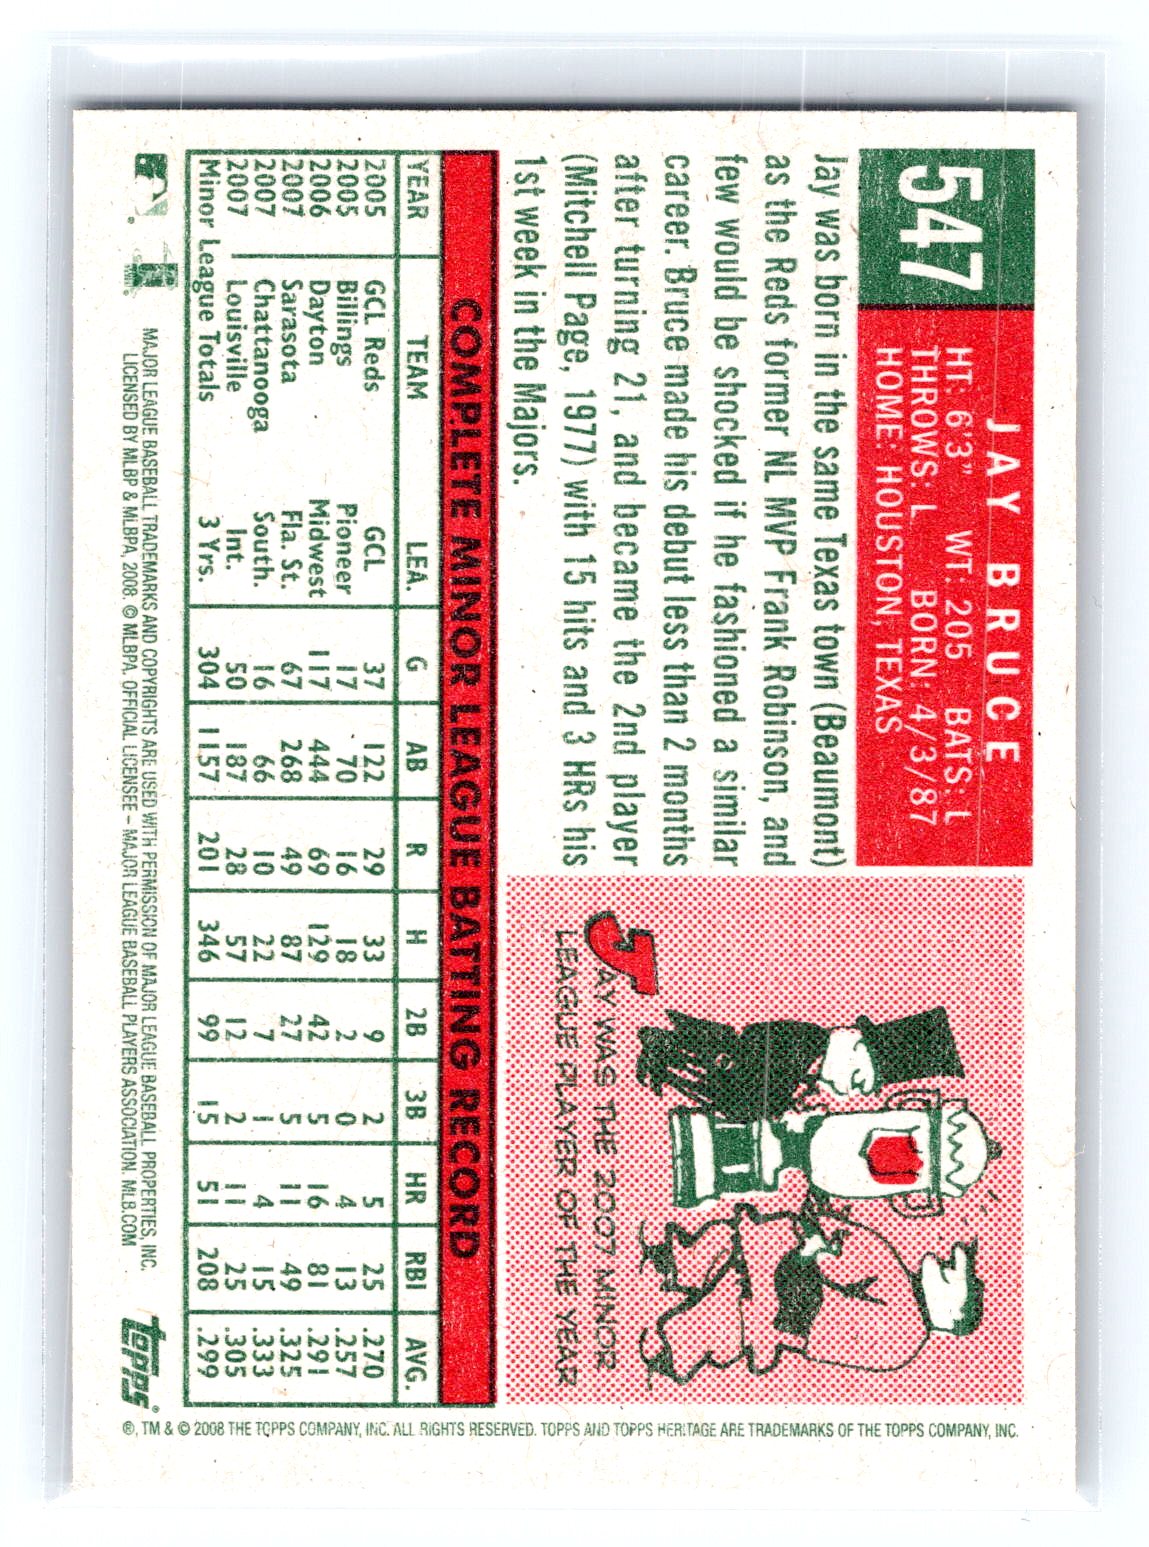 547
JAY BRUCE
HT: 6'3" WT: 205 BATS: L
THROWS: L BORN: 4/3/87
HOME: HOUSTON, TEXAS
Jay was born in the same Texas town (Beaumont)
as the Reds former NL MVP Frank Robinson, and
few would be shocked if he fashioned a similar
career. Bruce made his debut less than 2 months
after turning 21, and became the 2nd player
(Mitchell Page, 1977) with 15 hits and 3 HRs his
1st week in the Majors.
JAY WAS THE 2007 MINOR
LEAGUE PLAYER OF THE YEAR
COMPLETE MINOR LEAGUE BATTING RECORD
YEAR TEAM LEA. G AB R H 2B 3B HR RBI AVG.
2005 GCL Reds GCL 37 122 29 33 9 2 5 25 .270
2005 Billings Pioneer 17 70 16 18 2 0 4 13 .257
2006 Dayton Midwest 117 444 69 129 42 5 16 81 .291
2007 Sarasota Fla. St. 67 268 49 87 27 5 11 49 .325
2007 Chattanooga South. 16 66 10 22 7 1 4 15 .333
2007 Louisville Int. 50 187 28 57 12 2 11 25 .305
Minor League Totals 3 Yrs. 304 1157 201 346 99 15 51 208 .299
MAJOR LEAGUE BASEBALL TRADEMARKS AND COPYRIGHTS ARE USED WITH PERMISSION OF MAJOR LEAGUE BASEBALL PROPERTIES, INC.
LICENSED BY MLBP & MLBPA, 2008. © MLBPA. OFFICIAL LICENSEE – MAJOR LEAGUE BASEBALL PLAYERS ASSOCIATION. MLB.COM
Topps
®, TM & © 2008 THE TOPPS COMPANY, INC. ALL RIGHTS RESERVED. TOPPS AND TOPPS HERITAGE ARE TRADEMARKS OF THE TOPPS COMPANY, INC.